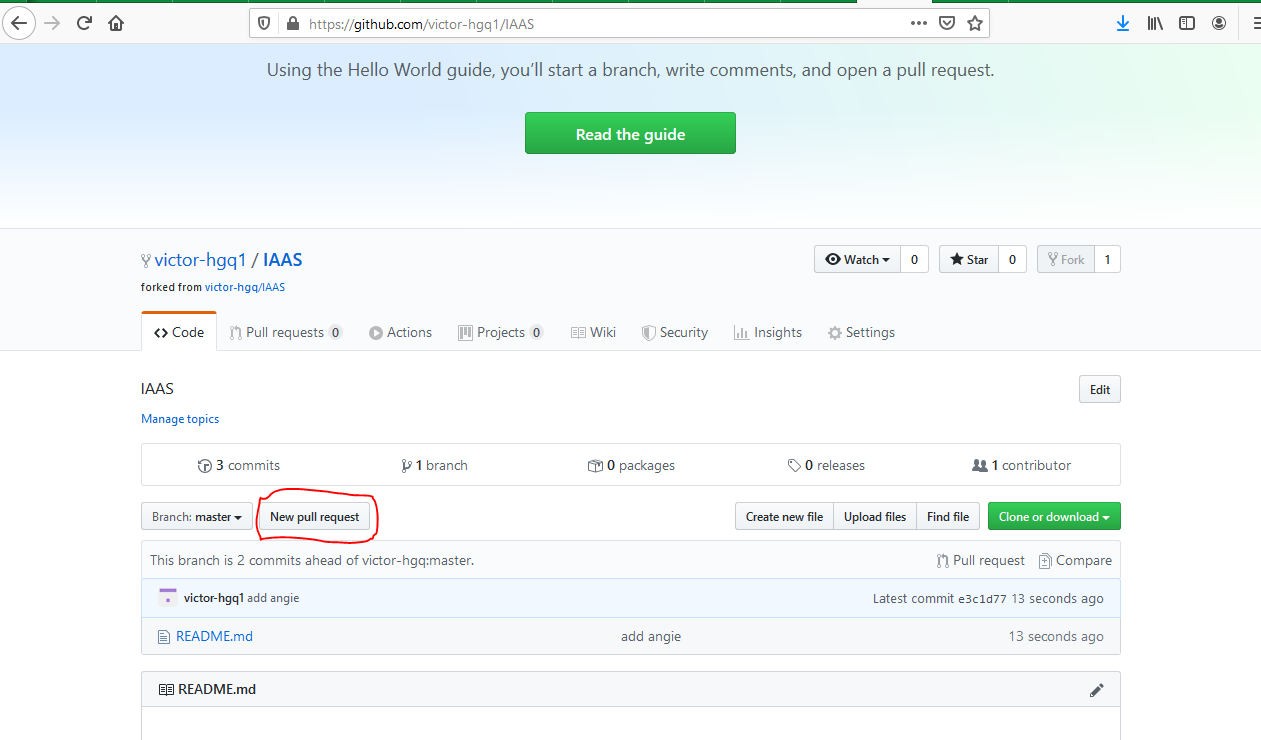 https://github.com/victor-hgq1/IAAS
Using the Hello World guide, you’ll start a branch, write comments, and open a pull request.
Read the guide
victor-hgq1 / IAAS
Watch 0 Star 0 Fork 1
forked from victor-hgq/IAAS
Code Pull requests 0 Actions Projects 0 Wiki Security Insights Settings
IAAS Edit
Manage topics
3 commits 1 branch 0 packages 0 releases 1 contributor
Branch: master New pull request Create new file Upload files Find file Clone or download
This branch is 2 commits ahead of victor-hgq:master. Pull request Compare
victor-hgq1 add angie Latest commit e3c1d77 13 seconds ago
README.md add angie 13 seconds ago
README.md